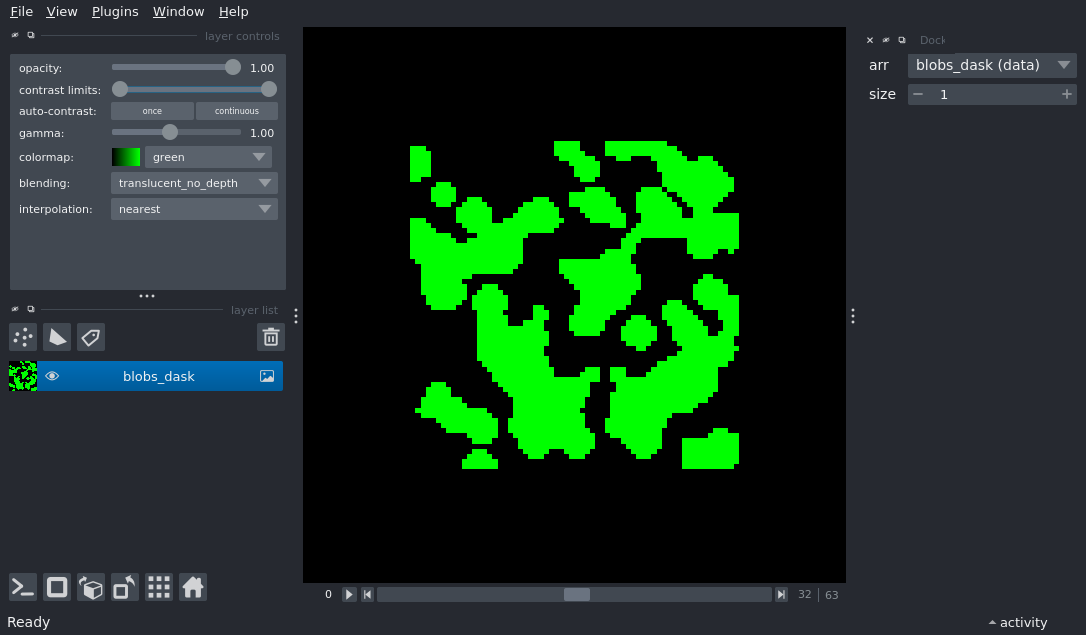 File View Plugins Window Help
layer controls
opacity: 1.00
contrast limits:
auto-contrast: once continuous
gamma: 1.00
colormap: green
blending: translucent_no_depth
interpolation: nearest
layer list
blobs_dask
0 32 63
Dock
arr blobs_dask (data)
size 1
Ready
activity